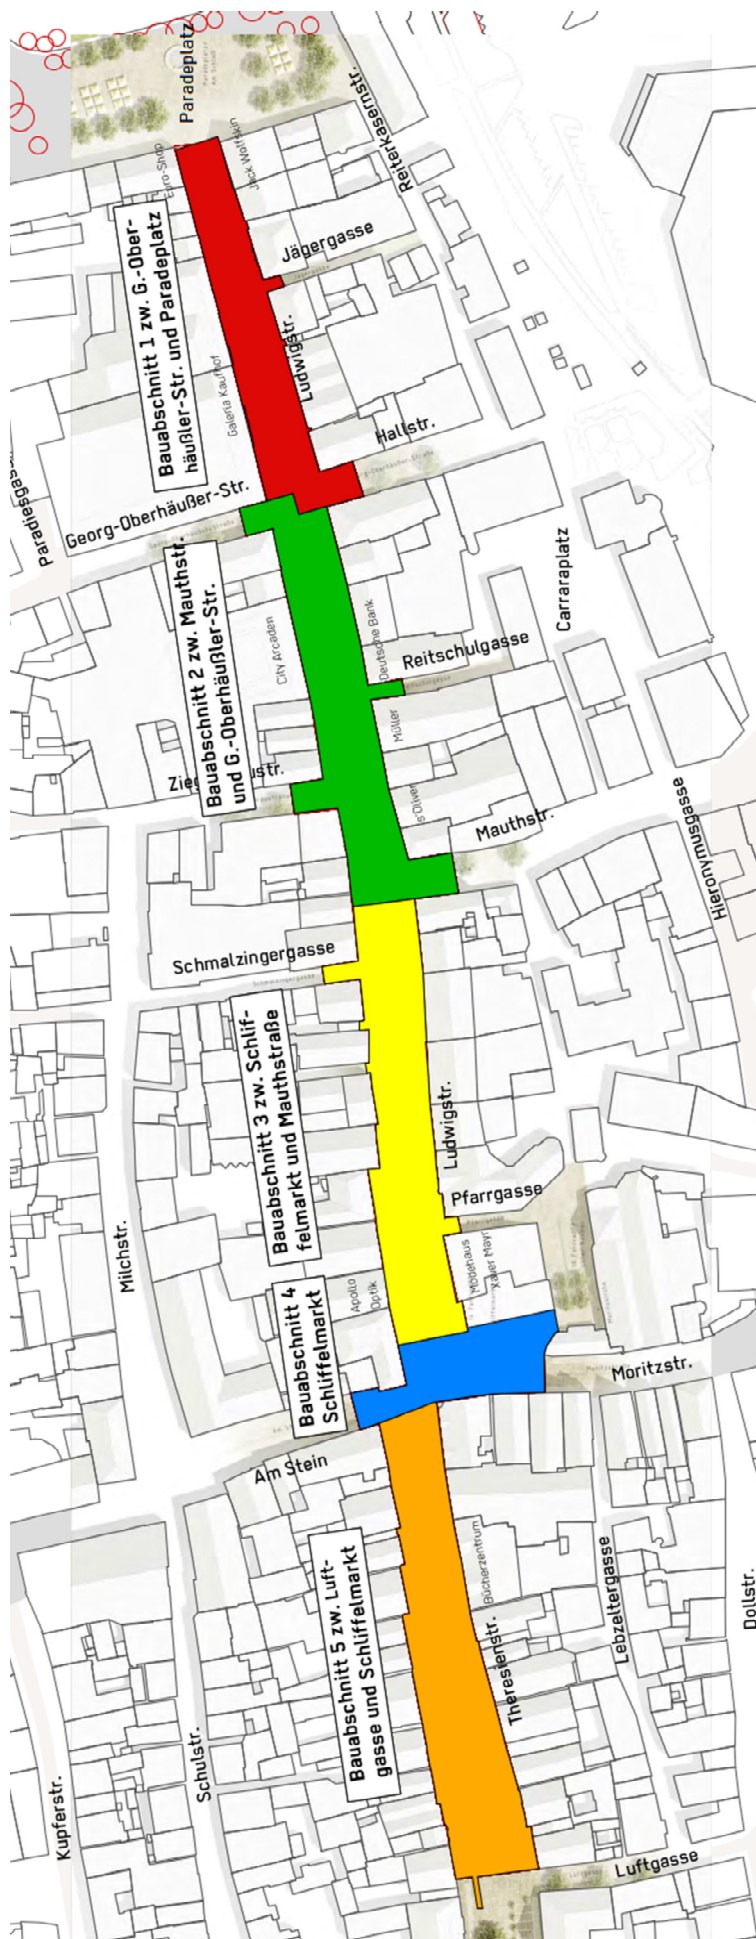 Paradeplatz
Reiterkasernstr.
Euro-Shop
Jack Wolfskin
Jägergasse
Bauabschnitt 1 zw. G.-Ober-
häußler-Str. und Paradeplatz
Ludwigstr.
Galeria Kaufhof
Hallstr.
Georg-Oberhäußer-Str.
Paradiesgasse
Carraraplatz
Bauabschnitt 2 zw. Mauthstr.
und G.-Oberhäußler-Str.
City Arcaden
Deutsche Bank
Reitschulgasse
Müller
s'Oliver
Mauthstr.
Hieronymusgasse
Schmalzingergasse
Bauabschnitt 3 zw. Schlif-
felmarkt und Mauthstraße
Ludwigstr.
Pfarrgasse
Milchstr.
Modehaus
Xaver Mayr
Apollo
Optik
Bauabschnitt 4
Schliffelmarkt
Moritzstr.
Am Stein
Bauabschnitt 5 zw. Luft-
gasse und Schliffelmarkt
Bücherzentrum
Lebzeltergasse
Dollstr.
Theresienstr.
Schulstr.
Kupferstr.
Luftgasse